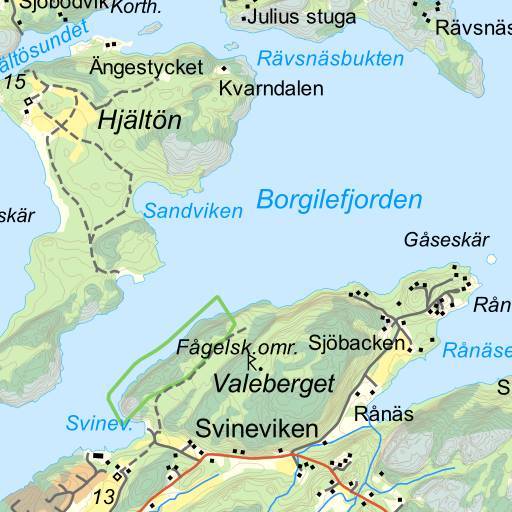 Sjöbodvik
Korth.
Julius stuga
Rävsnäs
ältösundet
Rävsnäsbukten
Ängestycket
15
Kvarndalen
Hjältön
Borgilefjorden
Sandviken
skär
Gåseskär
Rån
Fågelsk.omr.
Sjöbacken
Rånäse
R
Valeberget
S
Svinev.
Rånäs
Svineviken
13